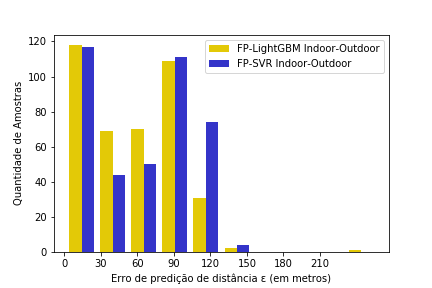 120
100
80
60
40
20
0
Quantidade de Amostras
FP-LightGBM Indoor-Outdoor
FP-SVR Indoor-Outdoor
0 30 60 90 120 150 180 210
Erro de predição de distância ε (em metros)